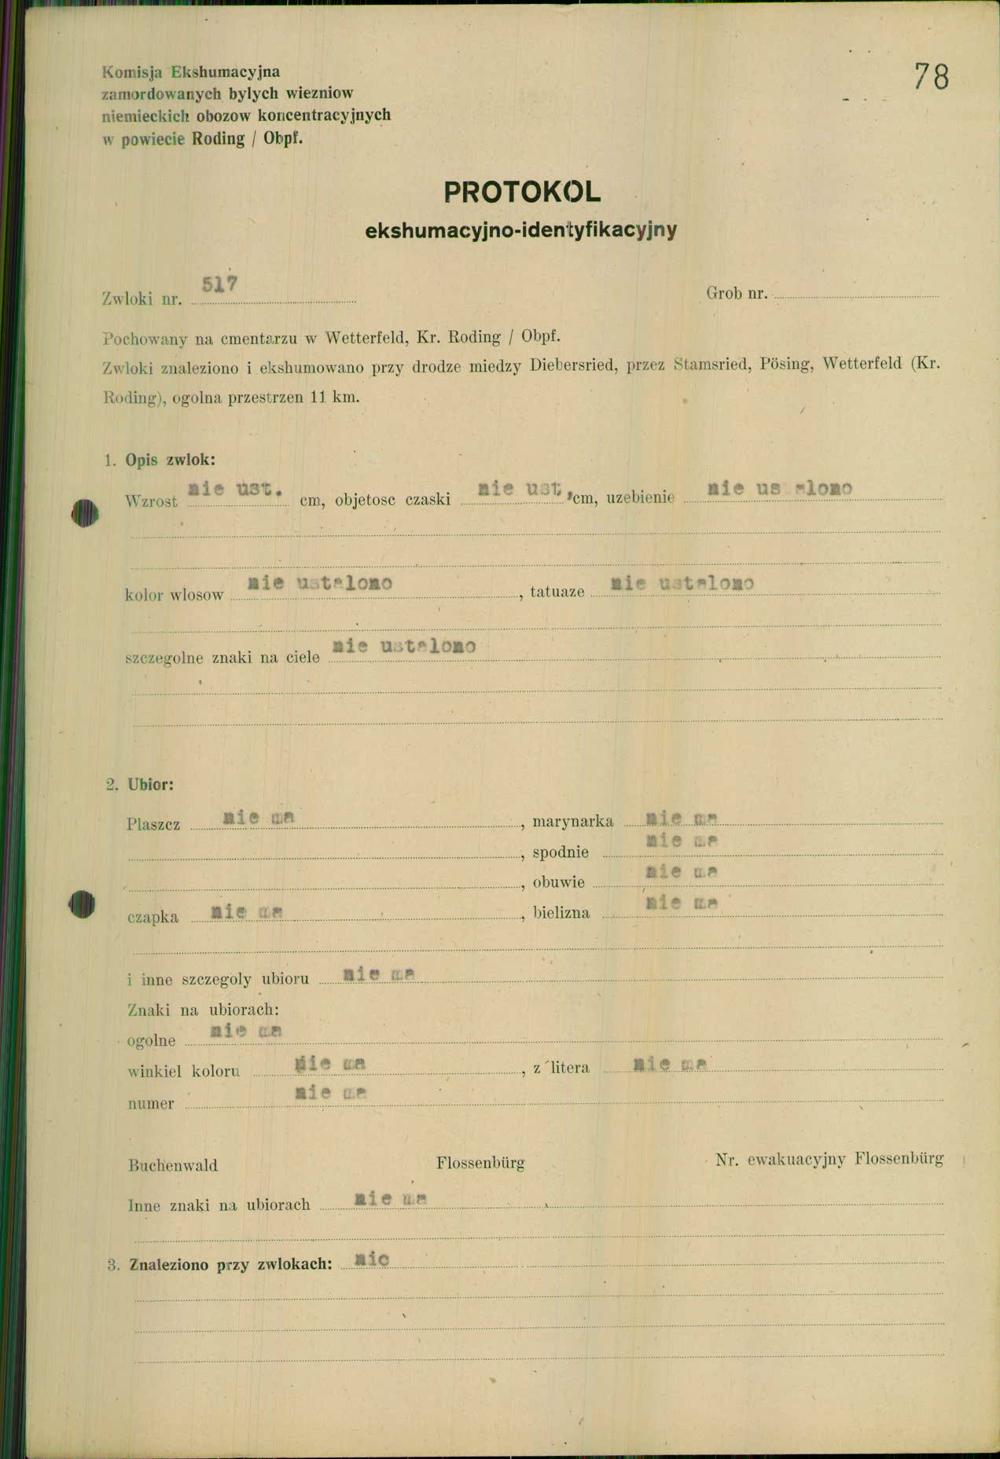 Komisja Ekshumacyjna
zamordowanych bylych wiezniow
niemieckich obozow koncentracyjnych
w powiecie Roding / Obpf.
78
PROTOKOL
ekshumacyjno-identyfikacyjny
Zwloki nr. 517 Grob nr.
Pochowany na cmentarzu w Wetterfeld, Kr. Roding / Obpf.
Zwloki znaleziono i ekshumowano przy drodze miedzy Diebersried, przez Stamsried, Pösing, Wetterfeld (Kr.
Roding), ogolna przestrzen 11 km.
1. Opis zwlok:
Wzrost nie ust. cm, objetosc czaski nie ust, cm, uzebienie nie us alono
kolor wlosow nie ustalono, tatuaze nie ustalono
szczegolne znaki na ciele nie ustalono
2. Ubior:
Plaszcz nie ma, marynarka nie ma
, spodnie nie ma
, obuwie nie ma
czapka nie ma, bielizna nie ma
i inne szczegoly ubioru nie ma
Znaki na ubiorach:
ogolne nie ma
winkiel koloru nie ma, z litera nie ma
numer nie ma
Buchenwald Flossenbürg Nr. ewakuacyjny Flossenbürg
Inne znaki na ubiorach nie ma
3. Znaleziono przy zwlokach: nic